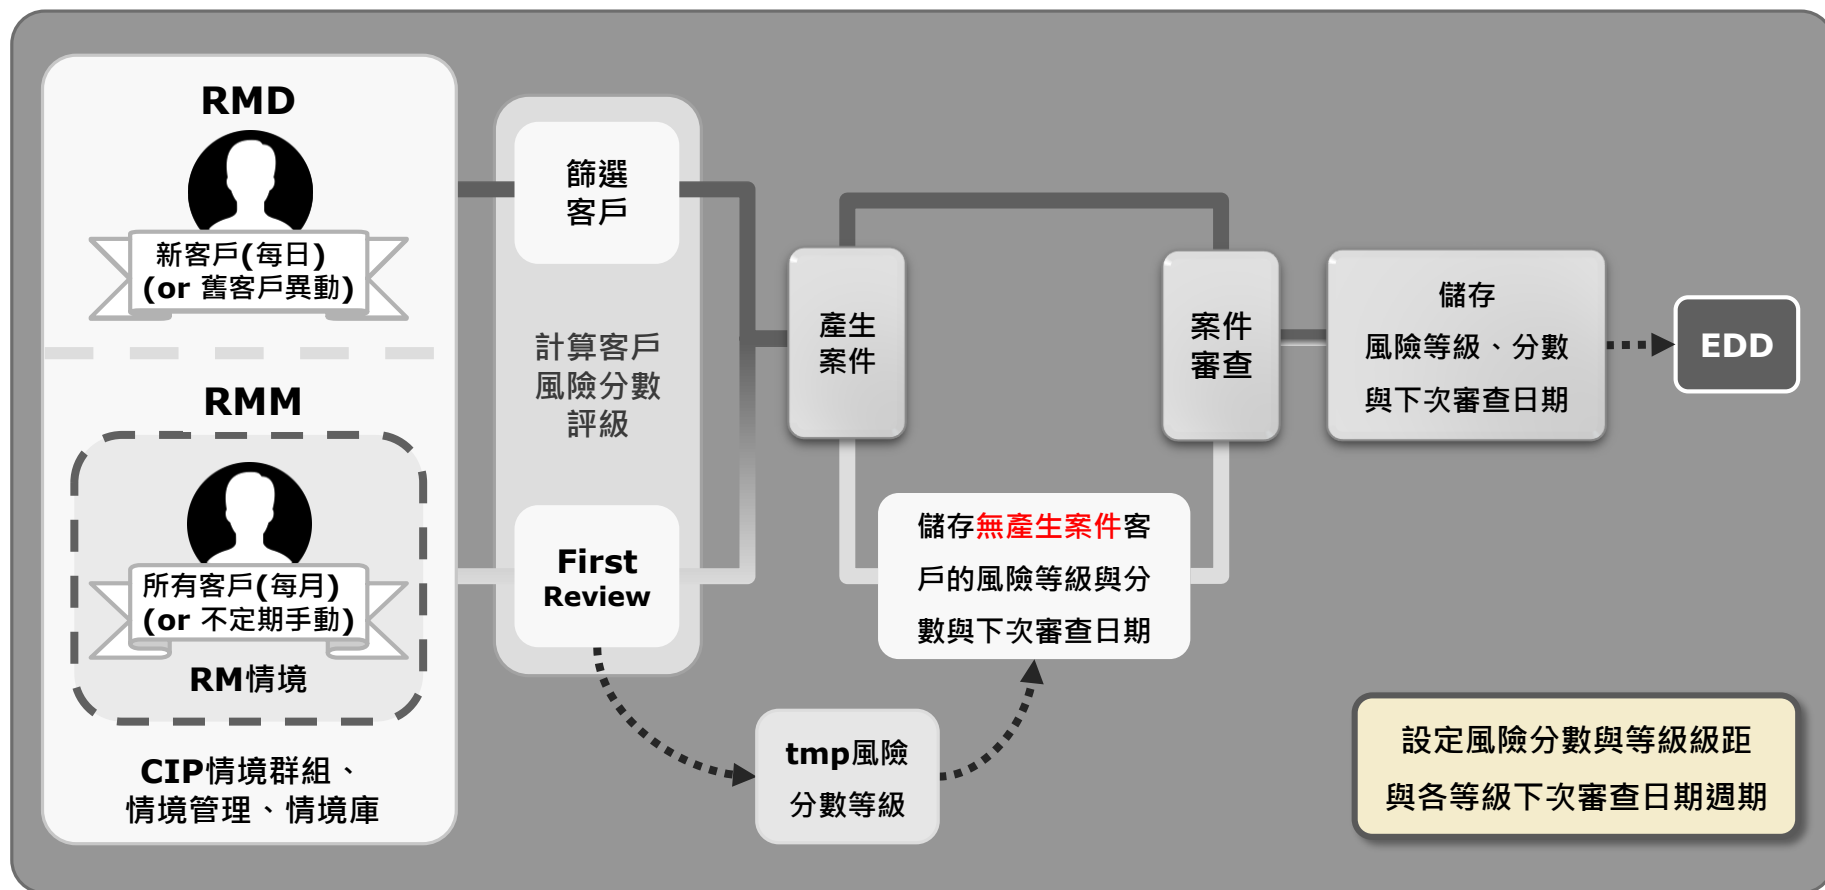 RMD
新客戶(每日)
(or 舊客戶異動)
RMM
所有客戶(每月)
(or 不定期手動)
RM情境
CIP情境群組、
情境管理、情境庫
篩選
客戶
計算客戶
風險分數
評級
First
Review
產生
案件
案件
審查
儲存無產生案件客
戶的風險等級與分
數與下次審查日期
tmp風險
分數等級
儲存
風險等級、分數
與下次審查日期
EDD
設定風險分數與等級級距
與各等級下次審查日期週期